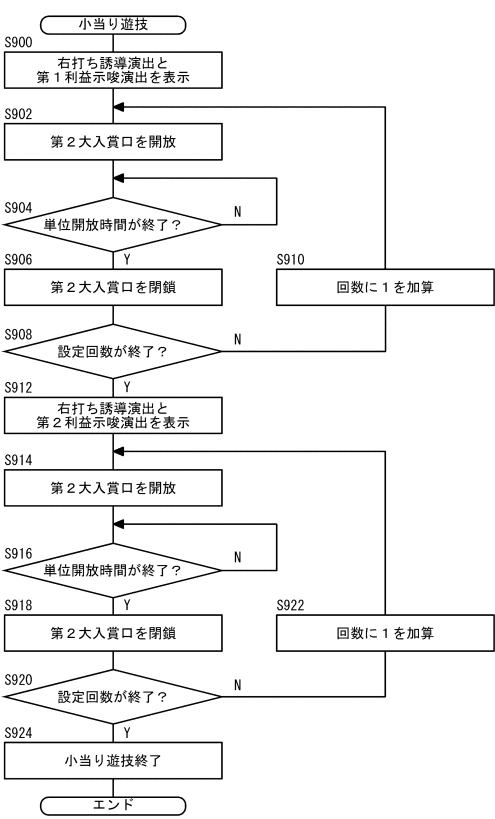 小当り遊技
S900
右打ち誘導演出と
第１利益示唆演出を表示
S902
第２大入賞口を開放
S904
単位開放時間が終了？
N
Y
S906
第２大入賞口を閉鎖
S910
回数に１を加算
S908
設定回数が終了？
N
Y
S912
右打ち誘導演出と
第２利益示唆演出を表示
S914
第２大入賞口を開放
S916
単位開放時間が終了？
N
Y
S918
第２大入賞口を閉鎖
S922
回数に１を加算
S920
設定回数が終了？
N
Y
S924
小当り遊技終了
エンド